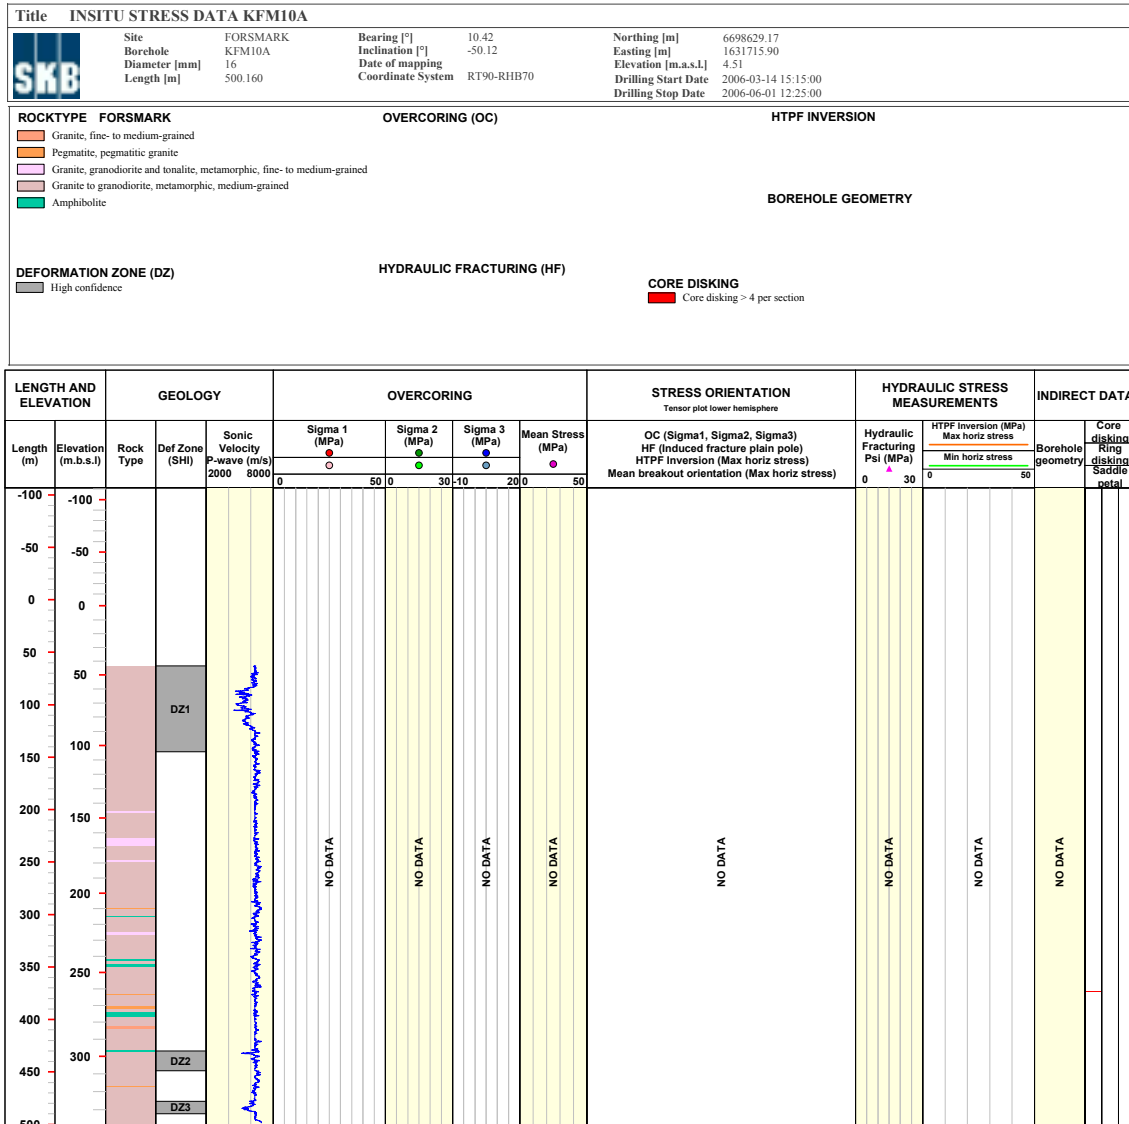 Title INSITU STRESS DATA KFM10A
SKB
Site FORSMARK
Borehole KFM10A
Diameter [mm] 16
Length [m] 500.160
Bearing [°] 10.42
Inclination [°] -50.12
Date of mapping
Coordinate System RT90-RHB70
Northing [m] 6698629.17
Easting [m] 1631715.90
Elevation [m.a.s.l.] 4.51
Drilling Start Date 2006-03-14 15:15:00
Drilling Stop Date 2006-06-01 12:25:00
ROCKTYPE FORSMARK
Granite, fine- to medium-grained
Pegmatite, pegmatitic granite
Granite, granodiorite and tonalite, metamorphic, fine- to medium-grained
Granite to granodiorite, metamorphic, medium-grained
Amphibolite
DEFORMATION ZONE (DZ)
High confidence
OVERCORING (OC)
HYDRAULIC FRACTURING (HF)
HTPF INVERSION
BOREHOLE GEOMETRY
CORE DISKING
Core disking > 4 per section
LENGTH AND
ELEVATION
GEOLOGY
OVERCORING
STRESS ORIENTATION
Tensor plot lower hemisphere
HYDRAULIC STRESS
MEASUREMENTS
INDIRECT DATA
Length
(m)
Elevation
(m.b.s.l)
Rock
Type
Def Zone
(SHI)
Sonic
Velocity
P-wave (m/s)
2000 8000
Sigma 1
(MPa)
0 50
Sigma 2
(MPa)
0 30
Sigma 3
(MPa)
-10 20
Mean Stress
(MPa)
0 50
OC (Sigma1, Sigma2, Sigma3)
HF (Induced fracture plain pole)
HTPF Inversion (Max horiz stress)
Mean breakout orientation (Max horiz stress)
Hydraulic
Fracturing
Psi (MPa)
0 30
HTPF Inversion (MPa)
Max horiz stress
Min horiz stress
0 50
Borehole
geometry
Core
disking
Ring
disking
Saddle
petal
-100
-50
0
50
100
150
200
250
300
350
400
450
500
-100
-50
0
50
100
150
200
250
300
DZ1
DZ2
DZ3
NO DATA
NO DATA
NO DATA
NO DATA
NO DATA
NO DATA
NO DATA
NO DATA